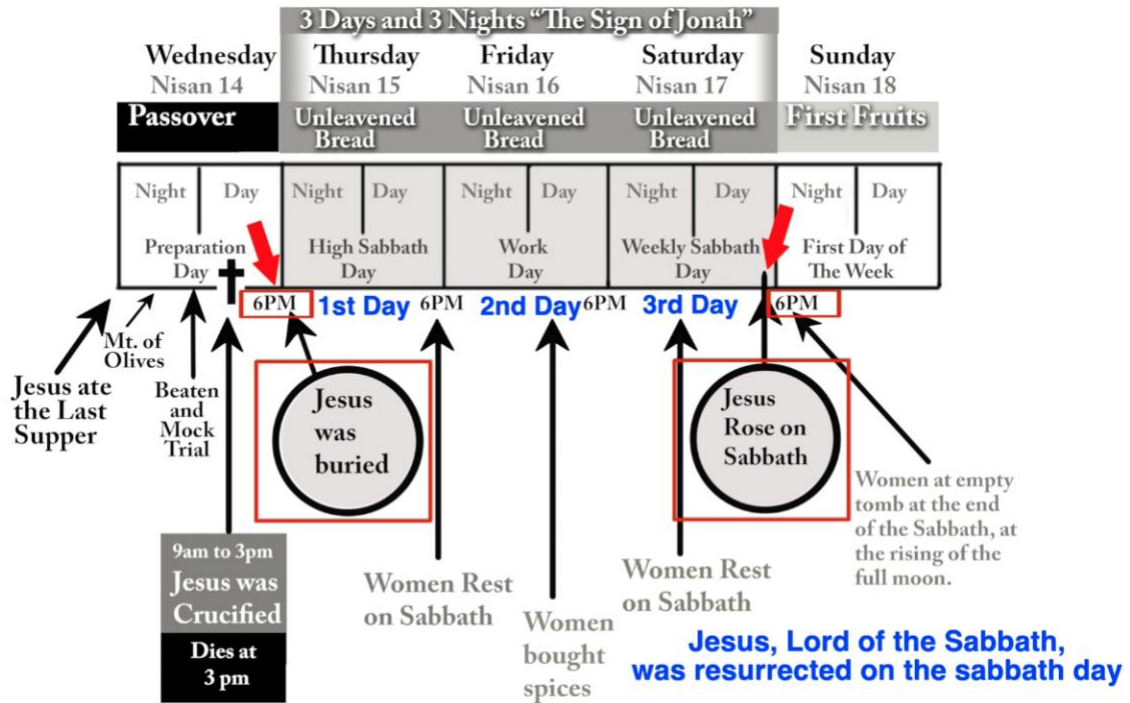 3 Days and 3 Nights “The Sign of Jonah”
Wednesday Thursday Friday Saturday Sunday
Nisan 14 Nisan 15 Nisan 16 Nisan 17 Nisan 18
Passover Unleavened Unleavened Unleavened First Fruits
Bread Bread Bread
Night Day Night Day Night Day Night Day Night Day
Preparation High Sabbath Work Weekly Sabbath First Day of
Day Day Day Day The Week
6PM 1st Day 6PM 2nd Day 6PM 3rd Day 6PM
Mt. of
Olives
Jesus ate
the Last
Supper
Beaten
and
Mock
Trial
Jesus
was
buried
Jesus
Rose on
Sabbath
Women at empty
tomb at the end
of the Sabbath, at
the rising of the
full moon.
9am to 3pm
Jesus was
Crucified
Dies at
3 pm
Women Rest
on Sabbath
Women
bought
spices
Women Rest
on Sabbath
Jesus, Lord of the Sabbath,
was resurrected on the sabbath day